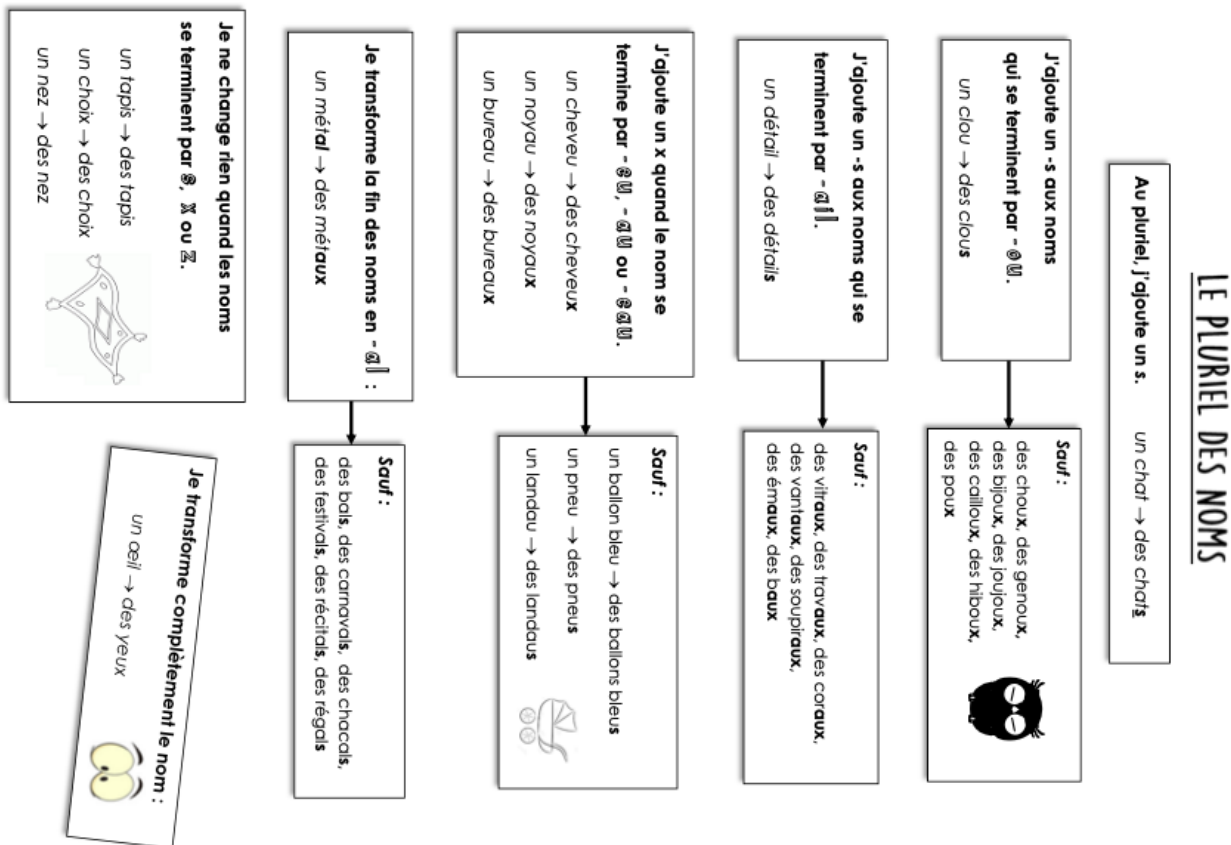 LE PLURIEL DES NOMS
Au pluriel, j'ajoute un s. un chat → des chats
J'ajoute un -s aux noms
qui se terminent par -ou.
un clou → des clous
Sauf :
des choux, des genoux,
des bijoux, des joujoux,
des cailloux, des hiboux,
des poux
J'ajoute un -s aux noms qui se
terminent par -ail.
un détail → des détails
Sauf :
des vitraux, des travaux, des coraux,
des vantaux, des soupiraux,
des émaux, des baux
J'ajoute un x quand le nom se
termine par -eu, -au ou -eau.
un cheveu → des cheveux
un noyau → des noyaux
un bureau → des bureaux
Sauf :
un ballon bleu → des ballons bleus
un pneu → des pneus
un landau → des landaus
Je transforme la fin des noms en -al :
un métal → des métaux
Sauf :
des bals, des carnavals, des chacals,
des festivals, des récitals, des régals
Je ne change rien quand les noms
se terminent par s, x ou z.
un tapis → des tapis
un choix → des choix
un nez → des nez
Je transforme complètement le nom :
un œil → des yeux